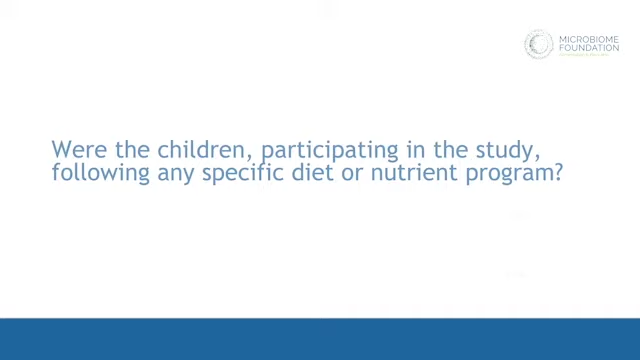 MICROBIOME
FOUNDATION
Were the children, participating in the study,
following any specific diet or nutrient program?